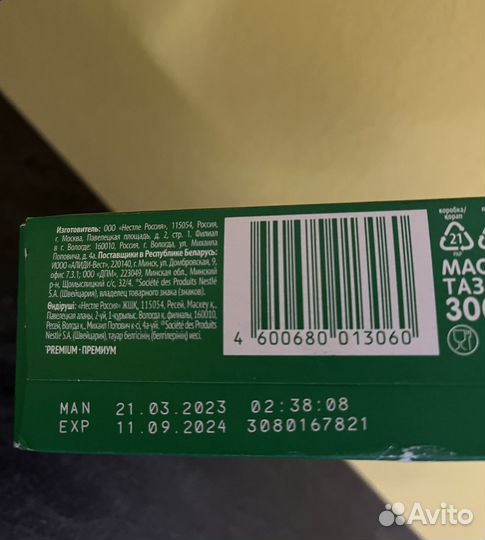 Изготовитель: ООО «Нестле Россия», 115054, Россия,
г. Москва, Павелецкая площадь, д. 2, стр. 1. Филиал
в г. Вологде: 160010, Россия, г. Вологда, ул. Михаила
Поповича, д. 4а. Поставщики в Республике Беларусь:
ИООО «АЛИДИ-Вест», 220140, г. Минск, ул. Домбровская, 9,
офис 7.3.1; ООО «ДПМ», 223049, Минская обл., Минский
р-н, Щомыслицкий с/с, 32/4. ®Société des Produits Nestlé
S.A. (Швейцария), владелец товарного знака (знаков).
Өндіруші: «Нестле Россия» ЖШҚ, 115054, Ресей, Мәскеу қ.,
Павелецкая алаңы, 2-үй, 1-құрылыс. Вологда қ. филиалы, 160010,
Ресей, Вологда қ., Михаил Попович к-сі, 4а-үй. ®Société des Produits
Nestlé S.A. (Швейцария), тауар белгісінің (белгілерінің) иесі.
*PREMIUM - ПРЕМИУМ
4 600680 013060
коробка/
қорап
21
PAP
МАС
ТАЗ
300
MAN 21.03.2023 02:38:08
EXP 11.09.2024 3080167821
Avito